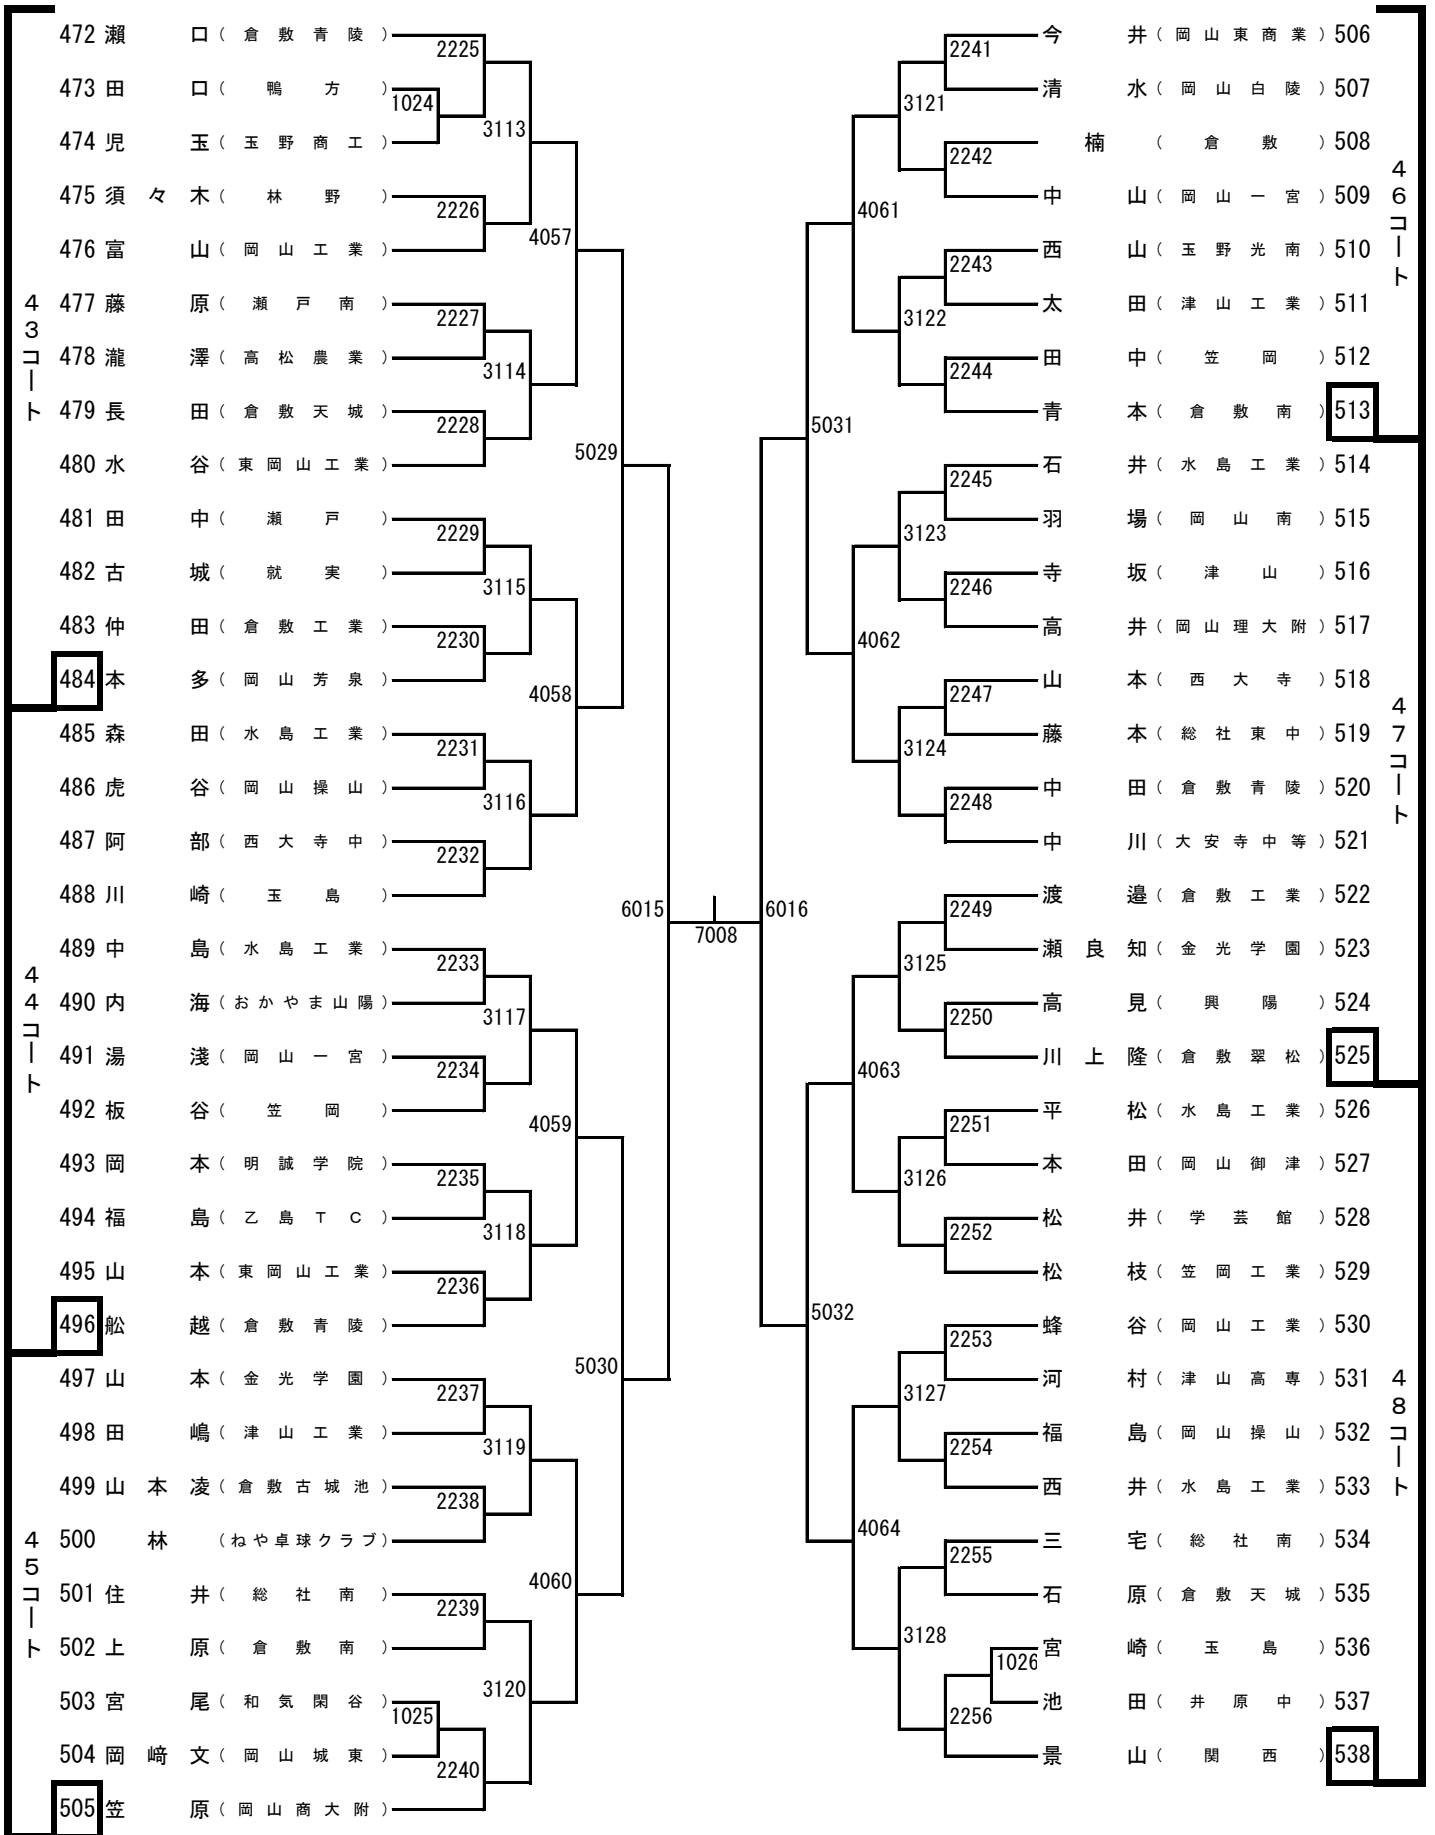 472 瀬口（倉敷青陵）
473 田口（鴨方）
474 児玉（玉野商工）
475 須々木（林野）
476 富山（岡山工業）
477 藤原（瀬戸南）
478 瀧澤（高松農業）
479 長田（倉敷天城）
480 水谷（東岡山工業）
481 田中（瀬戸）
482 古城（就実）
483 仲田（倉敷工業）
484 本多（岡山芳泉）
485 森田（水島工業）
486 虎谷（岡山操山）
487 阿部（西大寺中）
488 川崎（玉島）
489 中島（水島工業）
490 内海（おかやま山陽）
491 湯淺（岡山一宮）
492 板谷（笠岡）
493 岡本（明誠学院）
494 福島（乙島ＴＣ）
495 山本（東岡山工業）
496 舩越（倉敷青陵）
497 山本（金光学園）
498 田嶋（津山工業）
499 山本凌（倉敷古城池）
500 林（ねや卓球クラブ）
501 住井（総社南）
502 上原（倉敷南）
503 宮尾（和気閑谷）
504 岡﨑文（岡山城東）
505 笠原（岡山商大附）
43コート
44コート
45コート
1024
1025
2225
2226
2227
2228
2229
2230
2231
2232
2233
2234
2235
2236
2237
2238
2239
2240
3113
3114
3115
3116
3117
3118
3119
3120
4057
4058
4059
4060
5029
5030
6015
7008
6016
5031
5032
4061
4062
4063
4064
3121
3122
3123
3124
3125
3126
3127
3128
2241
2242
2243
2244
2245
2246
2247
2248
2249
2250
2251
2252
2253
2254
2255
2256
1026
今井（岡山東商業）506
清水（岡山白陵）507
楠（倉敷）508
中山（岡山一宮）509
西山（玉野光南）510
太田（津山工業）511
田中（笠岡）512
青本（倉敷南）513
石井（水島工業）514
羽場（岡山南）515
寺坂（津山）516
高井（岡山理大附）517
山本（西大寺）518
藤本（総社東中）519
中田（倉敷青陵）520
中川（大安寺中等）521
渡邉（倉敷工業）522
瀬良知（金光学園）523
高見（興陽）524
川上隆（倉敷翠松）525
平松（水島工業）526
本田（岡山御津）527
松井（学芸館）528
松枝（笠岡工業）529
蜂谷（岡山工業）530
河村（津山高専）531
福島（岡山操山）532
西井（水島工業）533
三宅（総社南）534
石原（倉敷天城）535
宮崎（玉島）536
池田（井原中）537
景山（関西）538
46コート
47コート
48コート